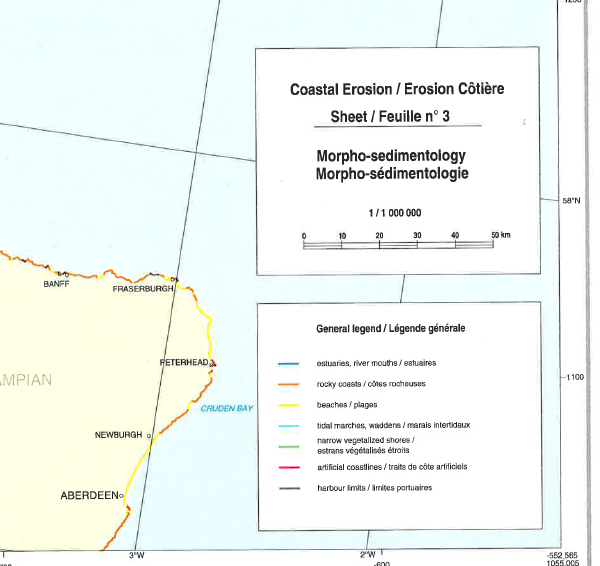 1200
Coastal Erosion / Erosion Côtière
Sheet / Feuille n° 3
Morpho-sedimentology
Morpho-sédimentologie
1 / 1 000 000
0 10 20 30 40 50 km
58°N
BANFF
FRASERBURGH
General legend / Légende générale
PETERHEAD
estuaries, river mouths / estuaires
rocky coasts / côtes rocheuses
1100
AMPIAN
beaches / plages
CRUDEN BAY
tidal marches, waddens / marais intertidaux
NEWBURGH
narrow vegetalized shores /
estrans végétalisés étroits
artificial coastlines / traits de côte artificiels
harbour limits / limites portuaires
ABERDEEN
3°W
2°W
-600
-552,565
1055.005